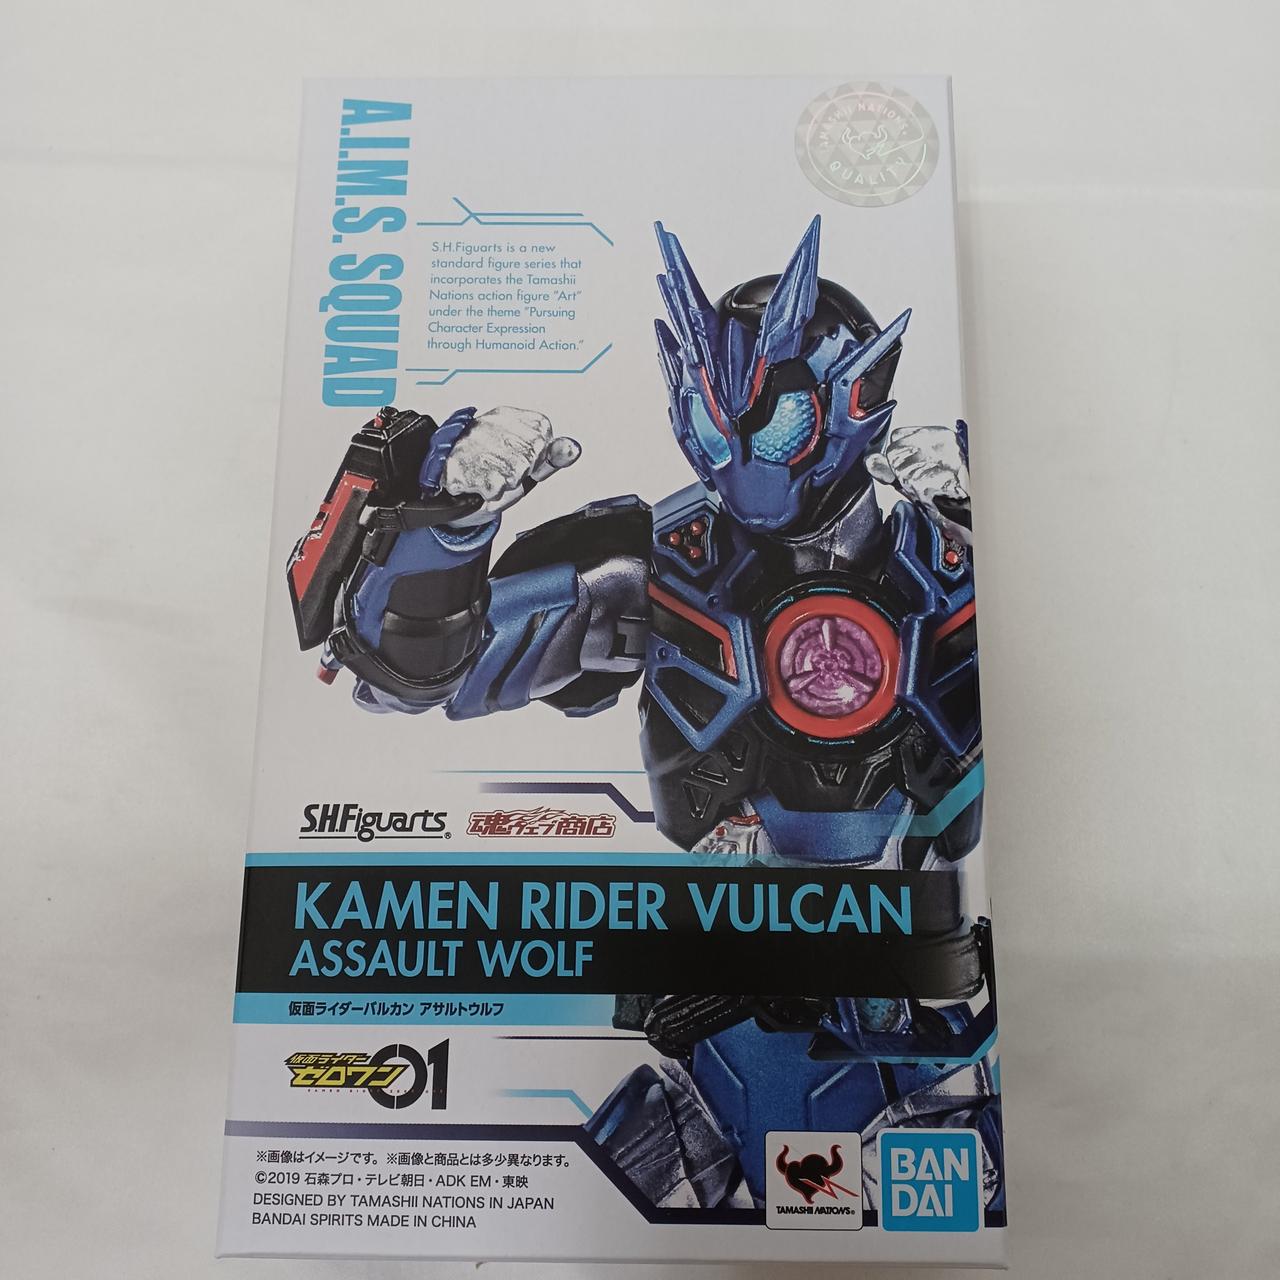 A.I.M.S. SQUAD
TAMASHII NATIONS
QUALITY
S.H.Figuarts is a new
standard figure series that
incorporates the Tamashii
Nations action figure "Art"
under the theme "Pursuing
Character Expression
through Humanoid Action."
S.H.Figuarts®
魂ウェブ商店
KAMEN RIDER VULCAN
ASSAULT WOLF
仮面ライダーバルカン アサルトウルフ
仮面ライダー
ゼロワン 01
※画像はイメージです。※画像と商品とは多少異なります。
©2019 石森プロ・テレビ朝日・ADK EM・東映
DESIGNED BY TAMASHII NATIONS IN JAPAN
BANDAI SPIRITS MADE IN CHINA
TAMASHII NATIONS®
BAN
DAI